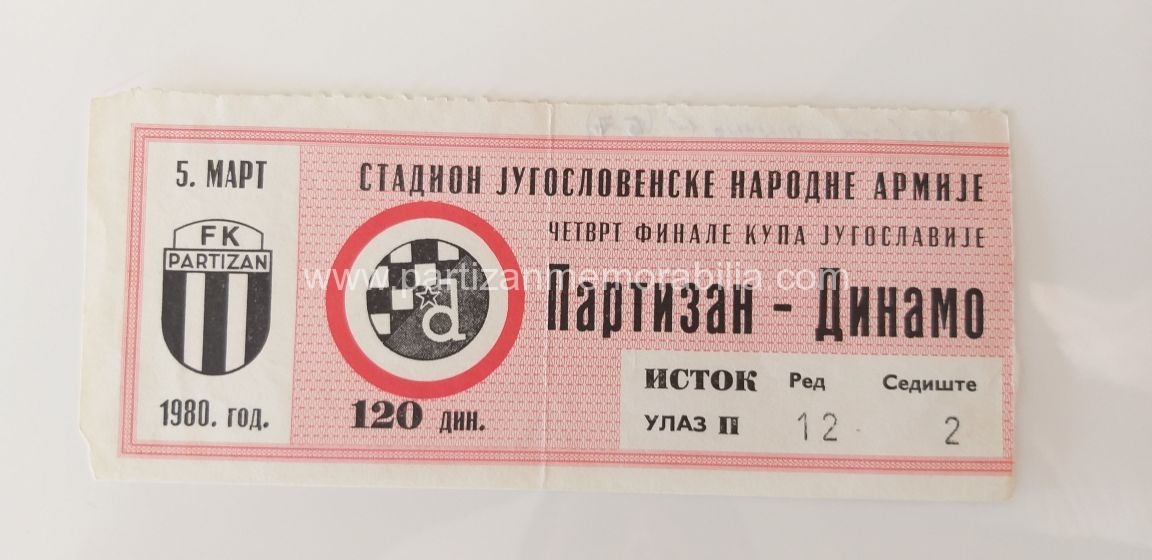 5. МАРТ
FK
PARTIZAN
1980. год.
СТАДИОН ЈУГОСЛОВЕНСКЕ НАРОДНЕ АРМИЈЕ
ЧЕТВРТ ФИНАЛЕ КУПА ЈУГОСЛАВИЈЕ
www.partizanmemorabilia.com
Партизан - Динамо
d
120 дин.
ИСТОК Ред Седиште
УЛАЗ II 12 2